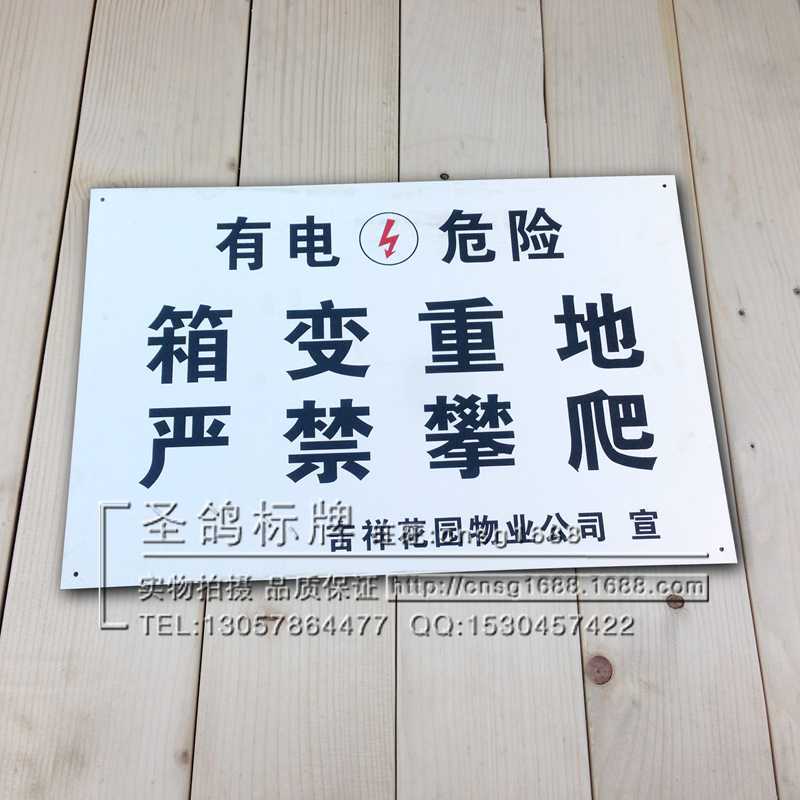 有电 危险
箱变重地
严禁攀爬
吉祥花园物业公司 宣
圣鸽标牌 cnsg1688
实物拍摄 品质保证 http://cnsg1688.1688.com
TEL:13057864477 QQ:1530457422